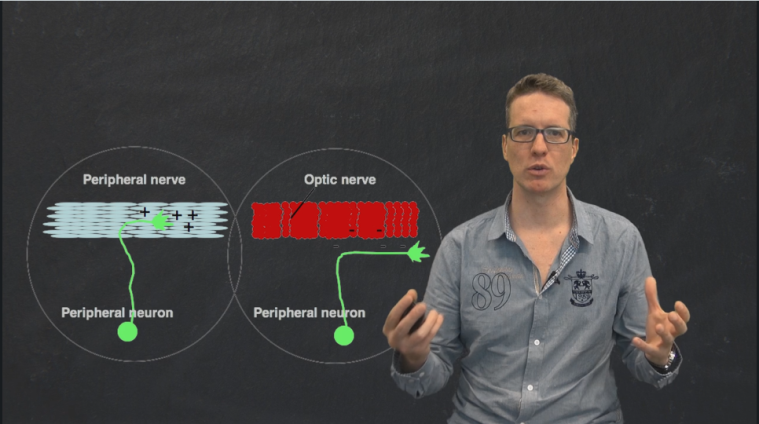 Peripheral nerve
Optic nerve
Peripheral neuron
Peripheral neuron
89